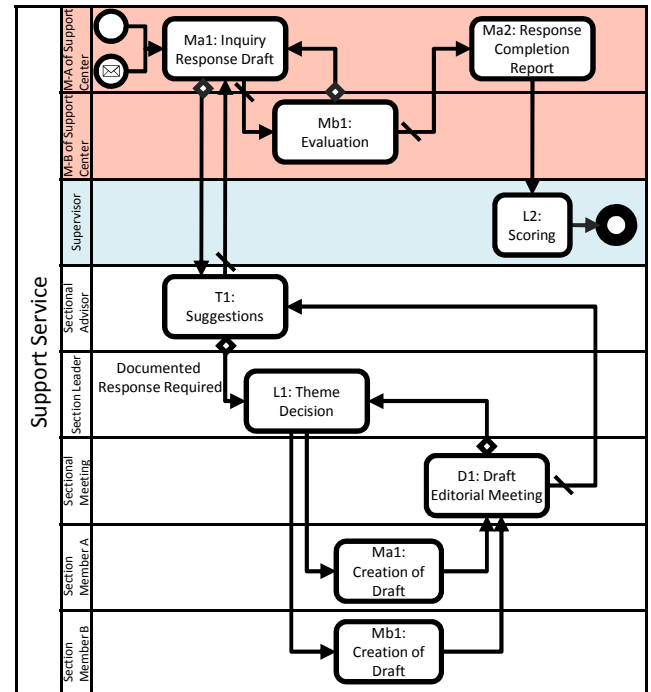 Support Service
M-A of Support
Center
M-B of Support
Center
Supervisor
Sectional
Advisor
Section Leader
Sectional
Meeting
Section
Member A
Section
Member B
Ma1: Inquiry
Response Draft
Ma2: Response
Completion
Report
Mb1:
Evaluation
L2:
Scoring
T1:
Suggestions
Documented
Response Required
L1: Theme
Decision
D1: Draft
Editorial Meeting
Ma1:
Creation of
Draft
Mb1:
Creation of
Draft